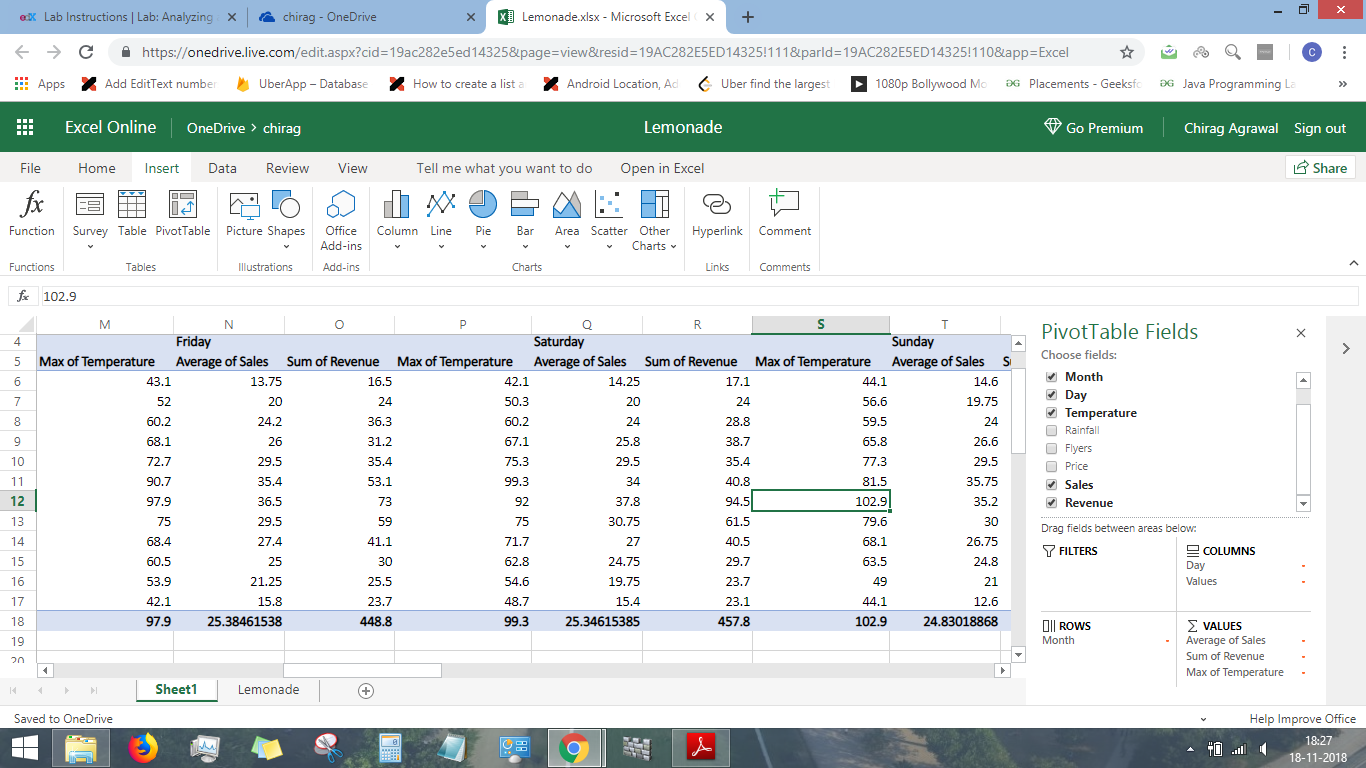 edX Lab Instructions | Lab: Analyzing
chirag - OneDrive
Lemonade.xlsx - Microsoft Excel
https://onedrive.live.com/edit.aspx?cid=19ac282e5ed14325&page=view&resid=19AC282E5ED14325!111&parId=19AC282E5ED14325!110&app=Excel
C
Apps Add EditText number UberApp – Database How to create a list a Android Location, Ad Uber find the largest 1080p Bollywood Mo Placements - Geeksfo Java Programming La »
Excel Online OneDrive > chirag Lemonade Go Premium Chirag Agrawal Sign out
File Home Insert Data Review View Tell me what you want to do Open in Excel Share
Function Survey Table PivotTable Picture Shapes Office Add-ins Column Line Pie Bar Area Scatter Other Charts Hyperlink Comment
Functions Tables Illustrations Add-ins Charts Links Comments
fx 102.9
M N O P Q R S T
4 Friday Saturday Sunday
5 Max of Temperature Average of Sales Sum of Revenue Max of Temperature Average of Sales Sum of Revenue Max of Temperature Average of Sales
6 43.1 13.75 16.5 42.1 14.25 17.1 44.1 14.6
7 52 20 24 50.3 20 24 56.6 19.75
8 60.2 24.2 36.3 60.2 24 28.8 59.5 24
9 68.1 26 31.2 67.1 25.8 38.7 65.8 26.6
10 72.7 29.5 35.4 75.3 29.5 35.4 77.3 29.5
11 90.7 35.4 53.1 99.3 34 40.8 81.5 35.75
12 97.9 36.5 73 92 37.8 94.5 102.9 35.2
13 75 29.5 59 75 30.75 61.5 79.6 30
14 68.4 27.4 41.1 71.7 27 40.5 68.1 26.75
15 60.5 25 30 62.8 24.75 29.7 63.5 24.8
16 53.9 21.25 25.5 54.6 19.75 23.7 49 21
17 42.1 15.8 23.7 48.7 15.4 23.1 44.1 12.6
18 97.9 25.38461538 448.8 99.3 25.34615385 457.8 102.9 24.83018868
19
20
PivotTable Fields
Choose fields:
Month
Day
Temperature
Rainfall
Flyers
Price
Sales
Revenue
Drag fields between areas below:
FILTERS
COLUMNS
Day
Values
ROWS
Month
VALUES
Average of Sales
Sum of Revenue
Max of Temperature
Sheet1 Lemonade
Saved to OneDrive Help Improve Office
18:27
18-11-2018